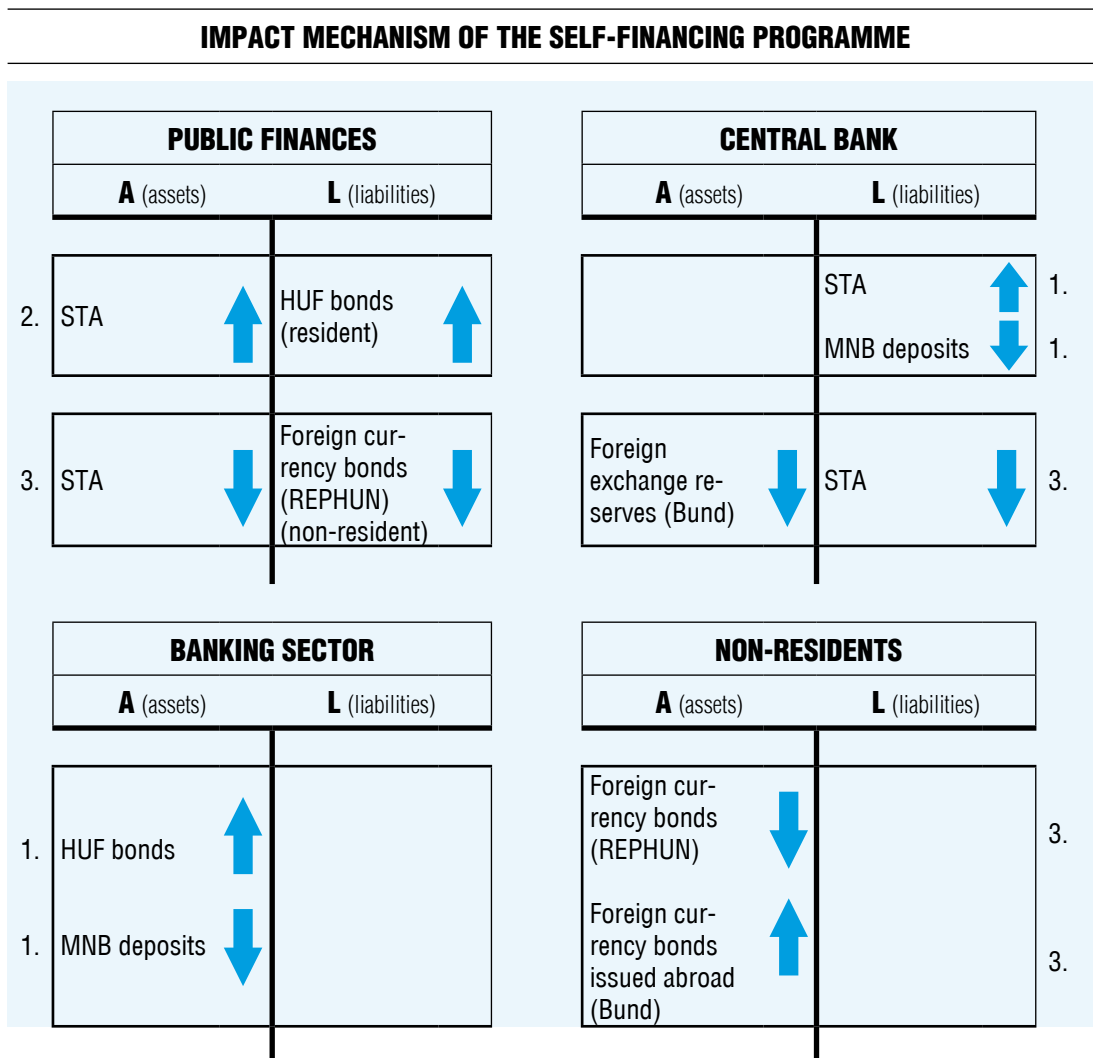 IMPACT MECHANISM OF THE SELF-FINANCING PROGRAMME
PUBLIC FINANCES
A (assets)
L (liabilities)
2.
STA
HUF bonds
(resident)
3.
STA
Foreign cur-
rency bonds
(REPHUN)
(non-resident)
CENTRAL BANK
A (assets)
L (liabilities)
STA
1.
MNB deposits
1.
Foreign
exchange re-
serves (Bund)
STA
3.
BANKING SECTOR
A (assets)
L (liabilities)
1.
HUF bonds
1.
MNB deposits
NON-RESIDENTS
A (assets)
L (liabilities)
Foreign cur-
rency bonds
(REPHUN)
3.
Foreign cur-
rency bonds
issued abroad
(Bund)
3.